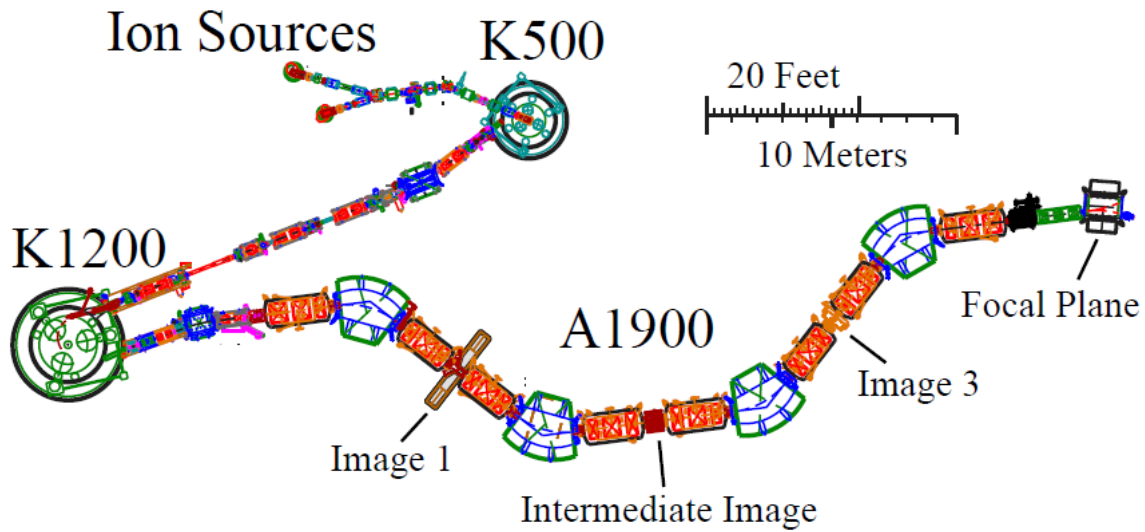 Ion Sources
K500
20 Feet
10 Meters
K1200
A1900
Focal Plane
Image 3
Image 1
Intermediate Image